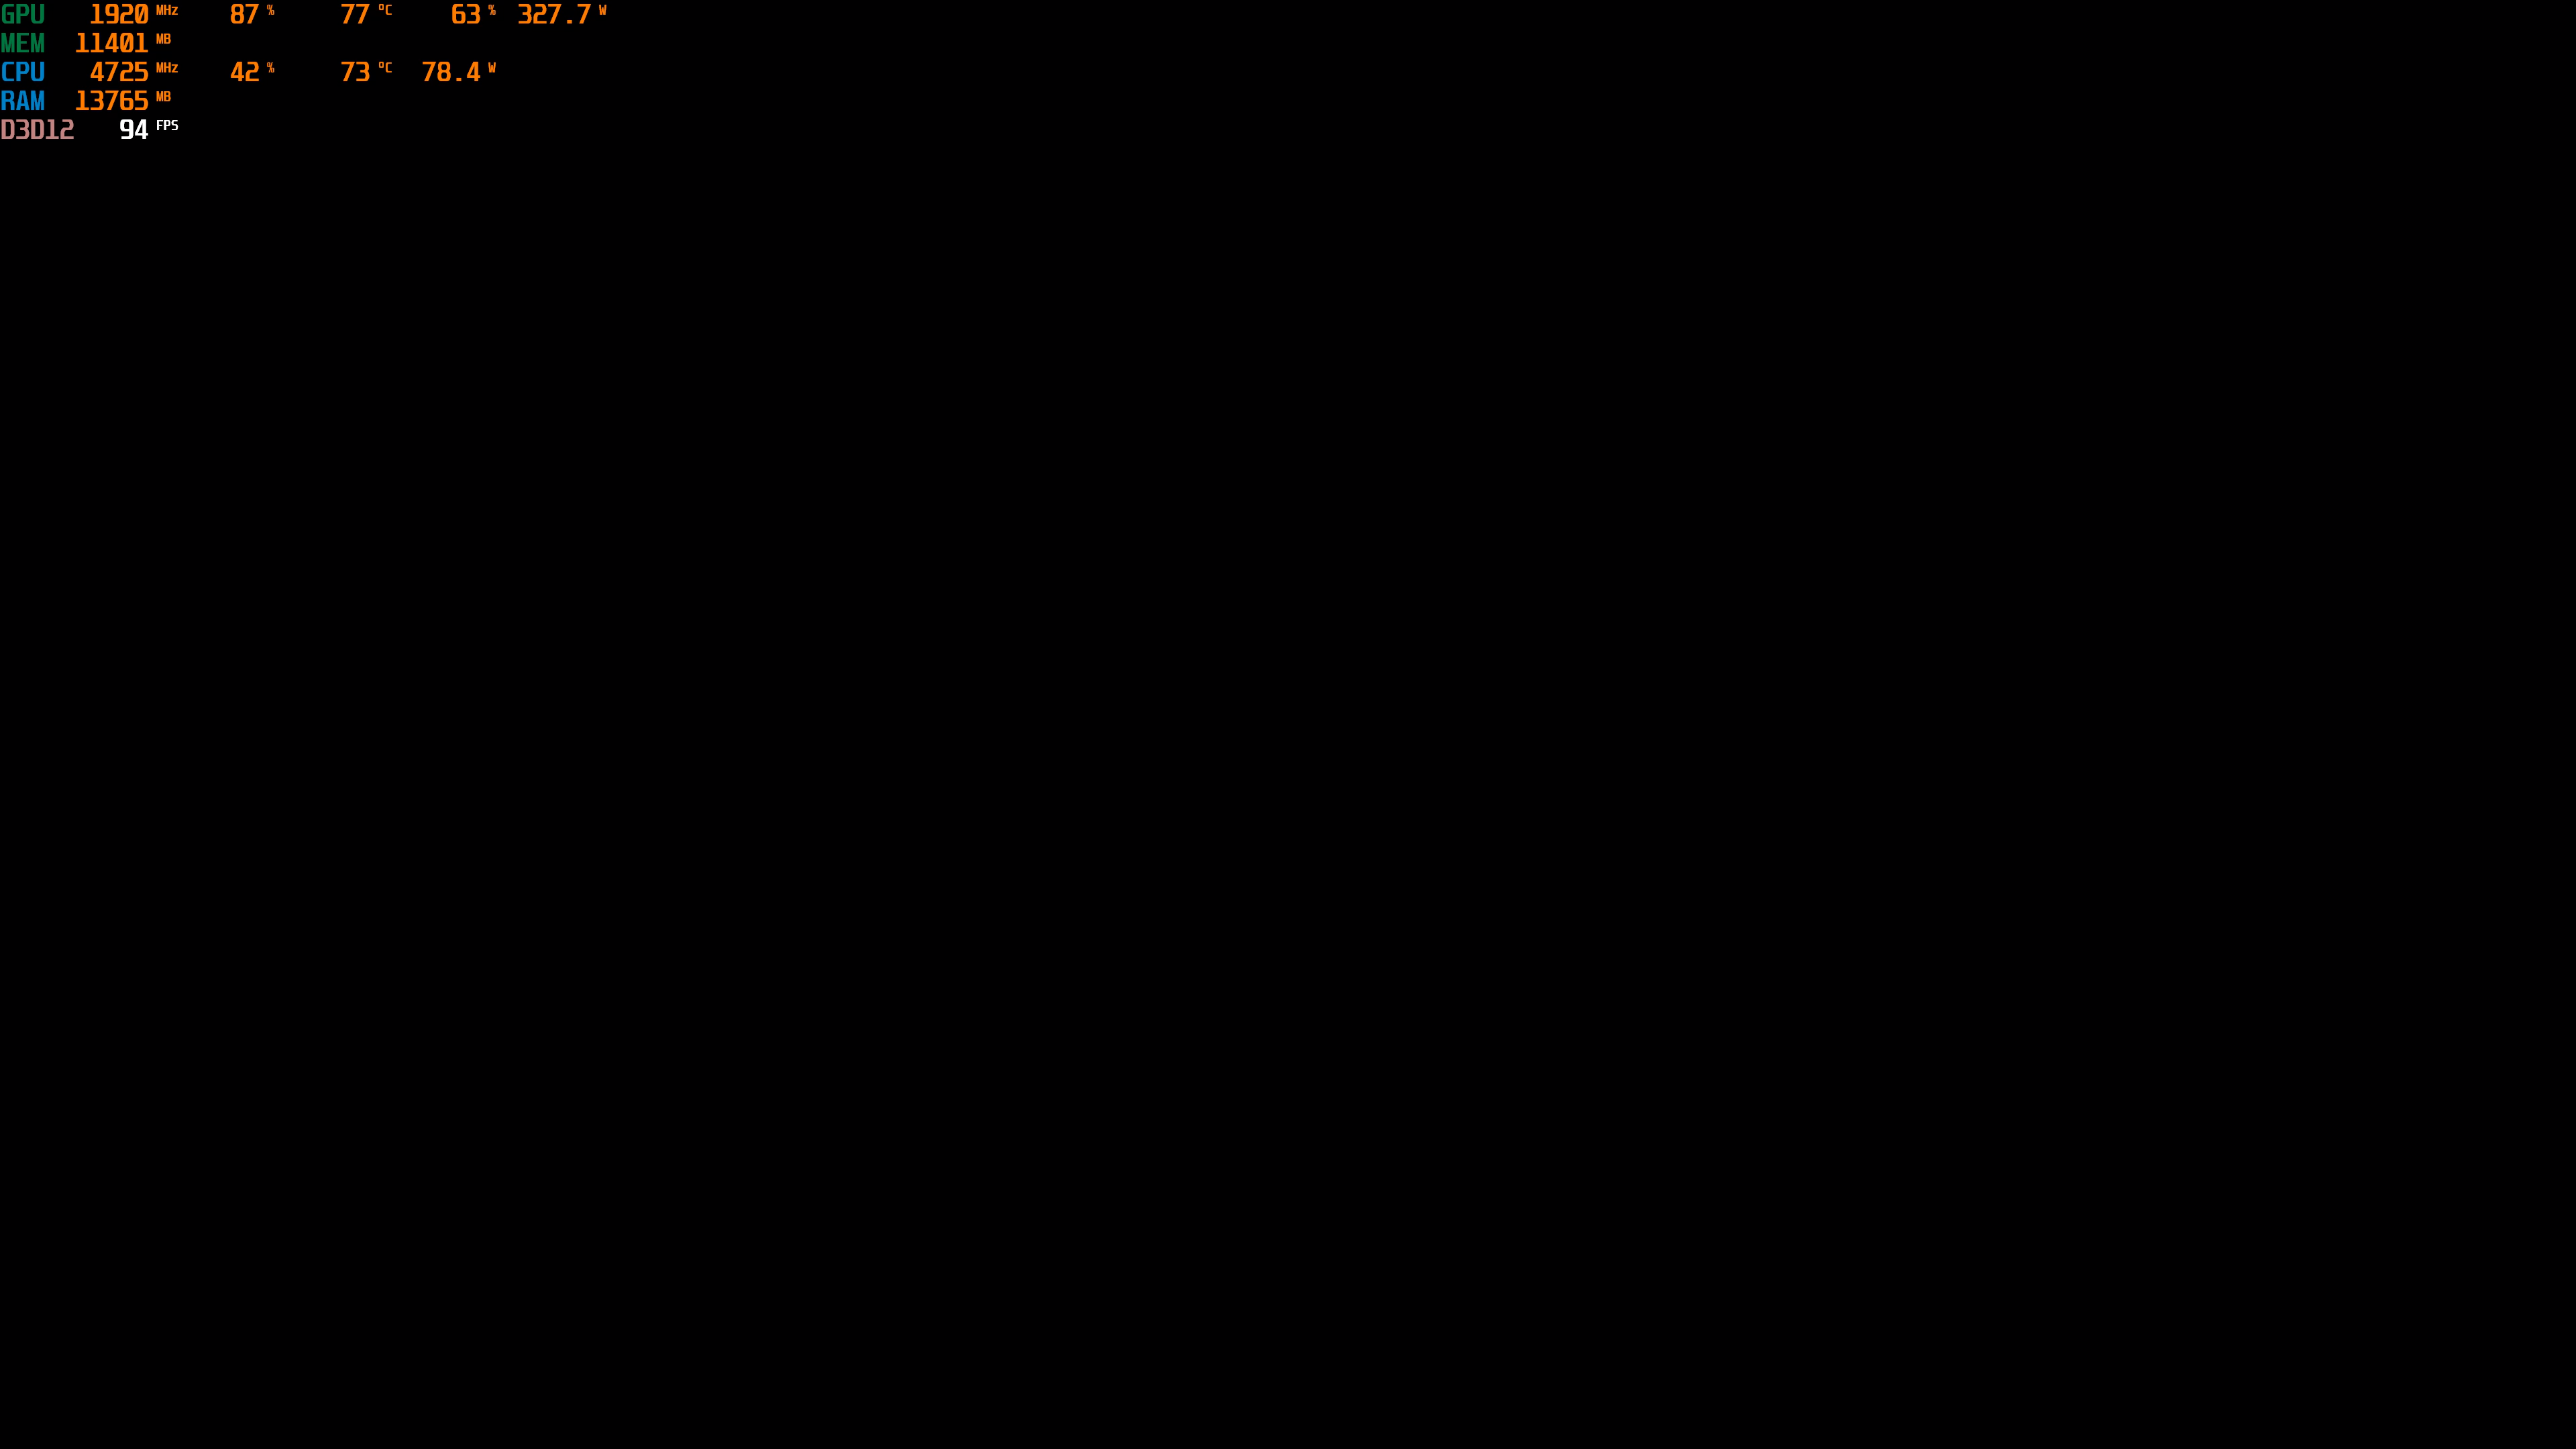 GPU 1920 MHz 87 % 77 °C 63 % 327.7 W
MEM 11401 MB
CPU 4725 MHz 42 % 73 °C 78.4 W
RAM 13765 MB
D3D12 94 FPS